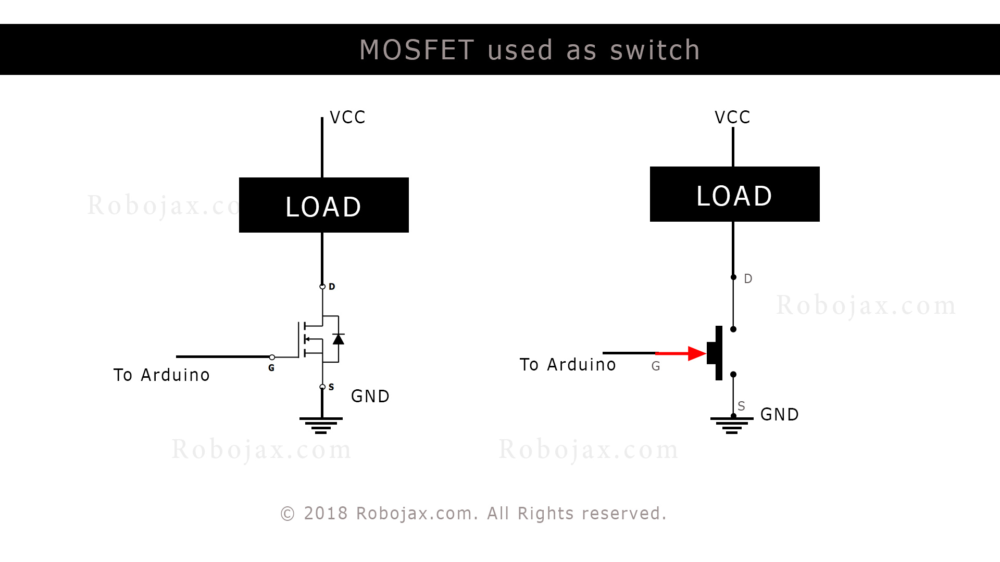 MOSFET used as switch
VCC
VCC
LOAD
LOAD
Robojax.co
D
D
Robojax.com
To Arduino
G
S
GND
To Arduino
G
S
GND
Robojax.com
Robojax.com
© 2018 Robojax.com. All Rights reserved.